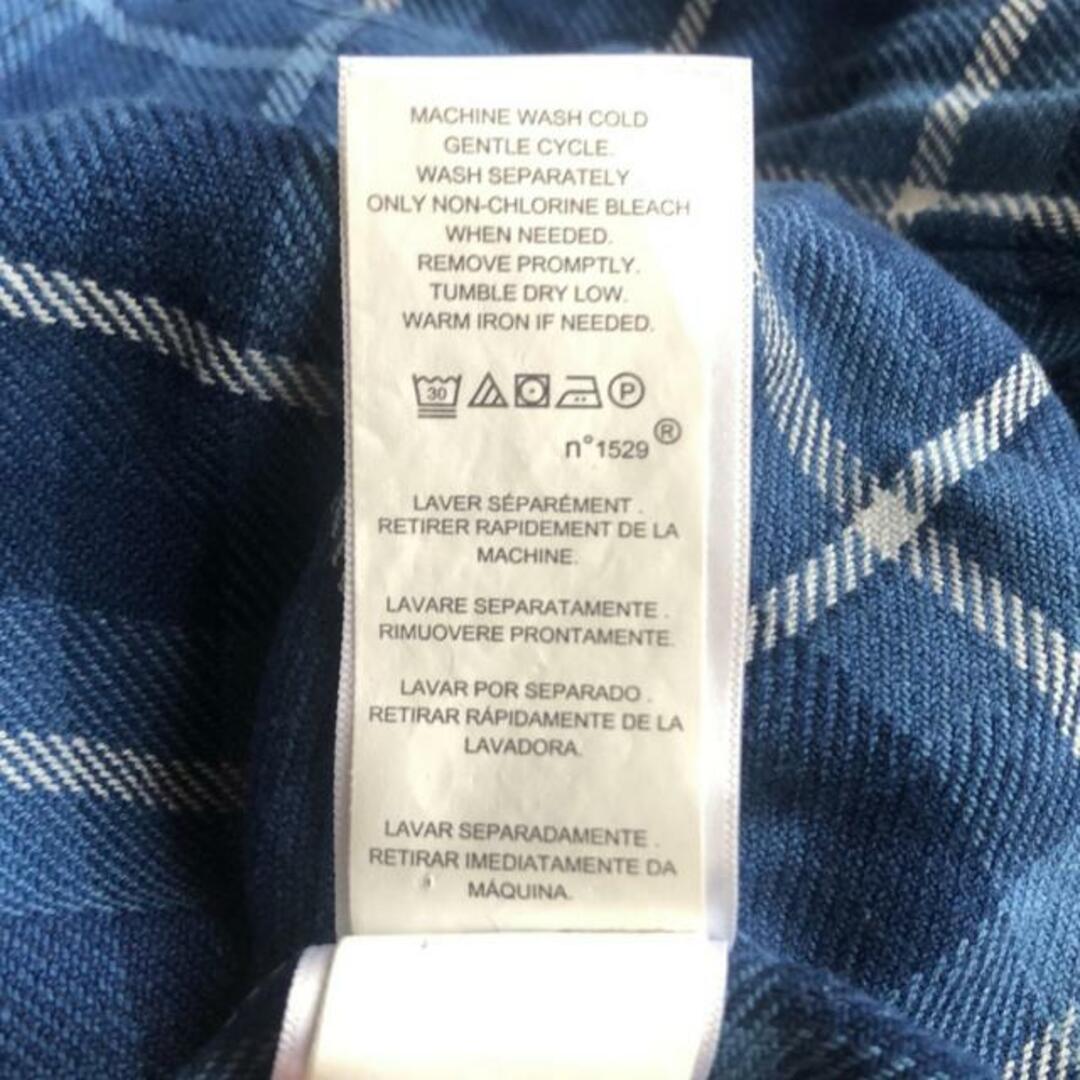 MACHINE WASH COLD
GENTLE CYCLE.
WASH SEPARATELY
ONLY NON-CHLORINE BLEACH
WHEN NEEDED.
REMOVE PROMPTLY.
TUMBLE DRY LOW.
WARM IRON IF NEEDED.
30 P
n°1529®
LAVER SÉPARÉMENT .
RETIRER RAPIDEMENT DE LA
MACHINE.
LAVARE SEPARATAMENTE .
RIMUOVERE PRONTAMENTE.
LAVAR POR SEPARADO .
RETIRAR RÁPIDAMENTE DE LA
LAVADORA.
LAVAR SEPARADAMENTE .
RETIRAR IMEDIATAMENTE DA
MÁQUINA.